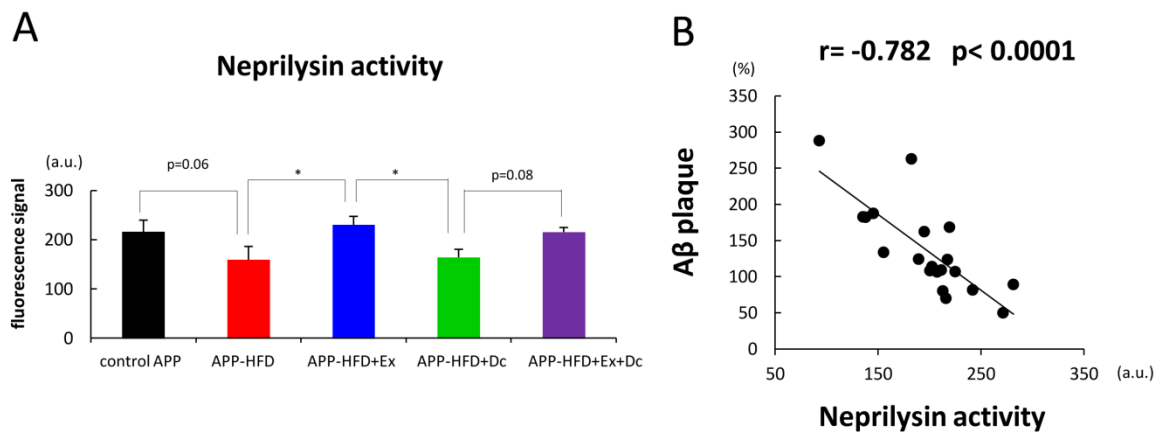 A
Neprilysin activity
(a.u.)
fluorescence signal
300
200
100
0
p=0.06
*
*
p=0.08
control APP
APP-HFD
APP-HFD+Ex
APP-HFD+Dc
APP-HFD+Ex+Dc
B
r= -0.782 p< 0.0001
(%)
Aβ plaque
350
300
250
200
150
100
50
0
50
150
250
350
(a.u.)
Neprilysin activity